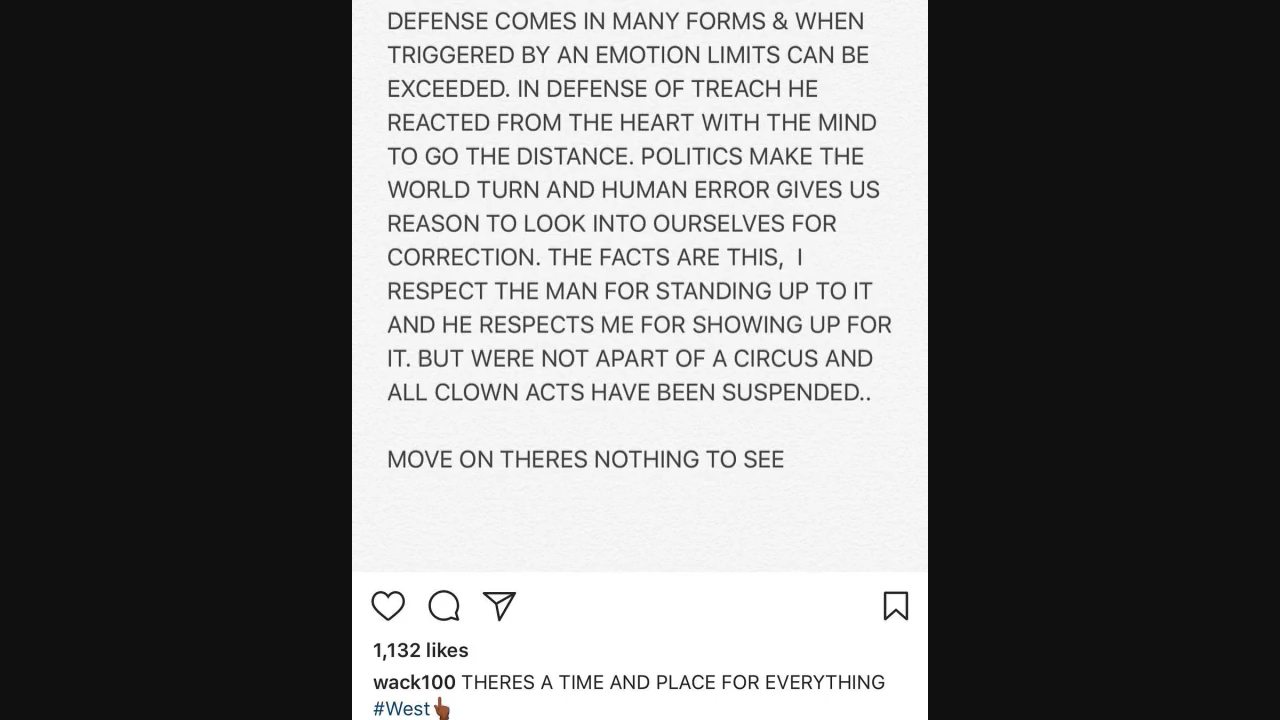 DEFENSE COMES IN MANY FORMS & WHEN
TRIGGERED BY AN EMOTION LIMITS CAN BE
EXCEEDED. IN DEFENSE OF TREACH HE
REACTED FROM THE HEART WITH THE MIND
TO GO THE DISTANCE. POLITICS MAKE THE
WORLD TURN AND HUMAN ERROR GIVES US
REASON TO LOOK INTO OURSELVES FOR
CORRECTION. THE FACTS ARE THIS,  I
RESPECT THE MAN FOR STANDING UP TO IT
AND HE RESPECTS ME FOR SHOWING UP FOR
IT. BUT WERE NOT APART OF A CIRCUS AND
ALL CLOWN ACTS HAVE BEEN SUSPENDED..
MOVE ON THERES NOTHING TO SEE
1,132 likes
wack100 THERES A TIME AND PLACE FOR EVERYTHING
#West👆🏾